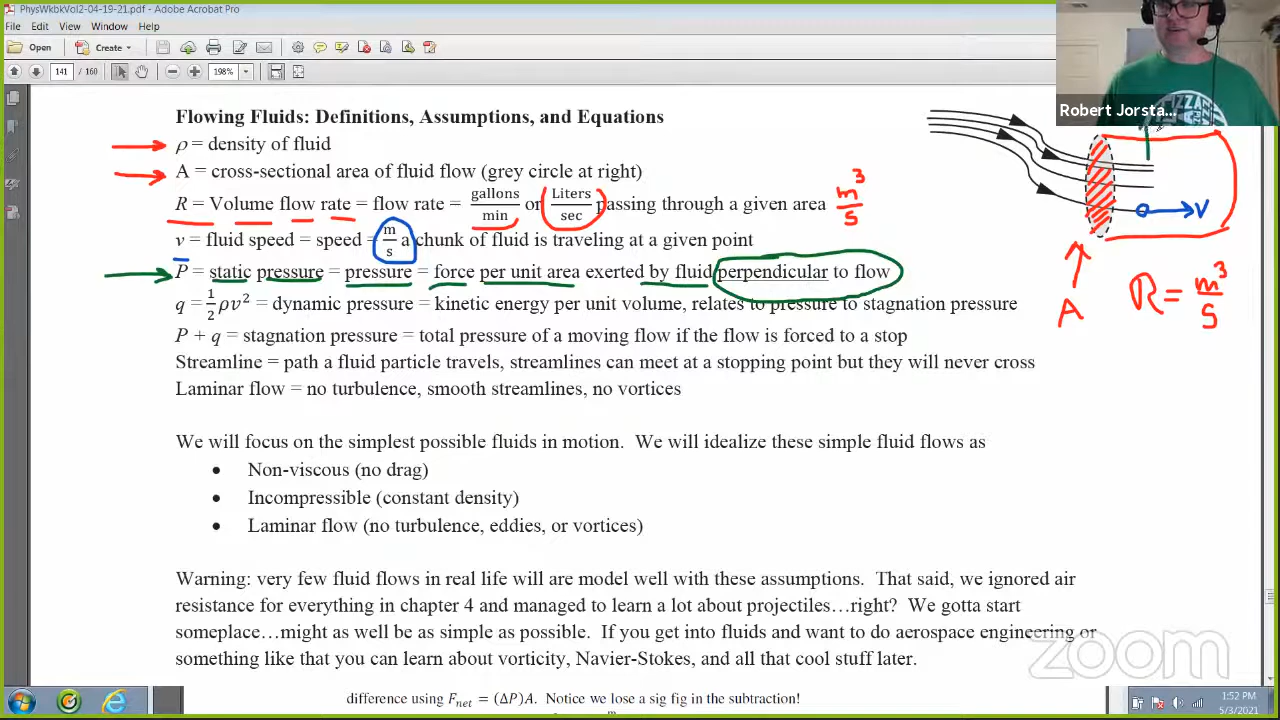 PhysWkbkVol2-04-19-21.pdf - Adobe Acrobat Pro
File Edit View Window Help
Open Create
141 / 160 198%
Robert Jorsta...
Flowing Fluids: Definitions, Assumptions, and Equations
ρ = density of fluid
A = cross-sectional area of fluid flow (grey circle at right)
R = Volume flow rate = flow rate = gallons/min or Liters/sec passing through a given area m³/s
v = fluid speed = speed = m/s a chunk of fluid is traveling at a given point
P = static pressure = pressure = force per unit area exerted by fluid perpendicular to flow
q = 1/2 ρv² = dynamic pressure = kinetic energy per unit volume, relates to pressure to stagnation pressure
P + q = stagnation pressure = total pressure of a moving flow if the flow is forced to a stop
Streamline = path a fluid particle travels, streamlines can meet at a stopping point but they will never cross
Laminar flow = no turbulence, smooth streamlines, no vortices
V
A
R = m³/s
We will focus on the simplest possible fluids in motion. We will idealize these simple fluid flows as
• Non-viscous (no drag)
• Incompressible (constant density)
• Laminar flow (no turbulence, eddies, or vortices)
Warning: very few fluid flows in real life will are model well with these assumptions. That said, we ignored air
resistance for everything in chapter 4 and managed to learn a lot about projectiles…right? We gotta start
someplace…might as well be as simple as possible. If you get into fluids and want to do aerospace engineering or
something like that you can learn about vorticity, Navier-Stokes, and all that cool stuff later.
zoom
difference using F_net = (ΔP)A. Notice we lose a sig fig in the subtraction!
1:52 PM
5/3/2021